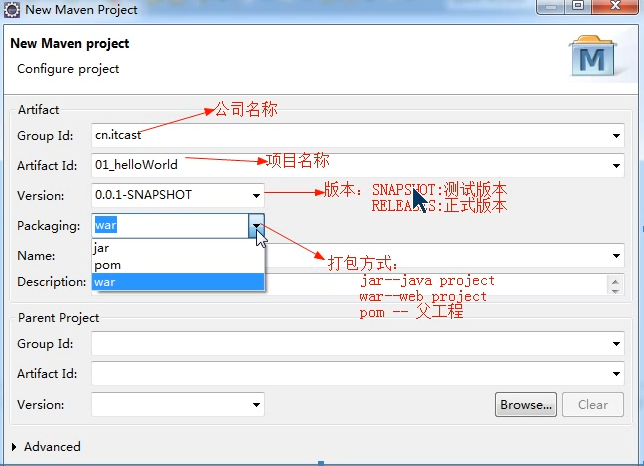 New Maven Project
New Maven project
Configure project
M
Artifact
Group Id: cn.itcast
公司名称
Artifact Id: 01_helloWorld
项目名称
Version: 0.0.1-SNAPSHOT
版本: SNAPSHOT:测试版本
RELEASES:正式版本
Packaging: war
jar
pom
war
Name:
Description:
打包方式:
jar--java project
war--web project
pom -- 父工程
Parent Project
Group Id:
Artifact Id:
Version:
Browse...
Clear
Advanced